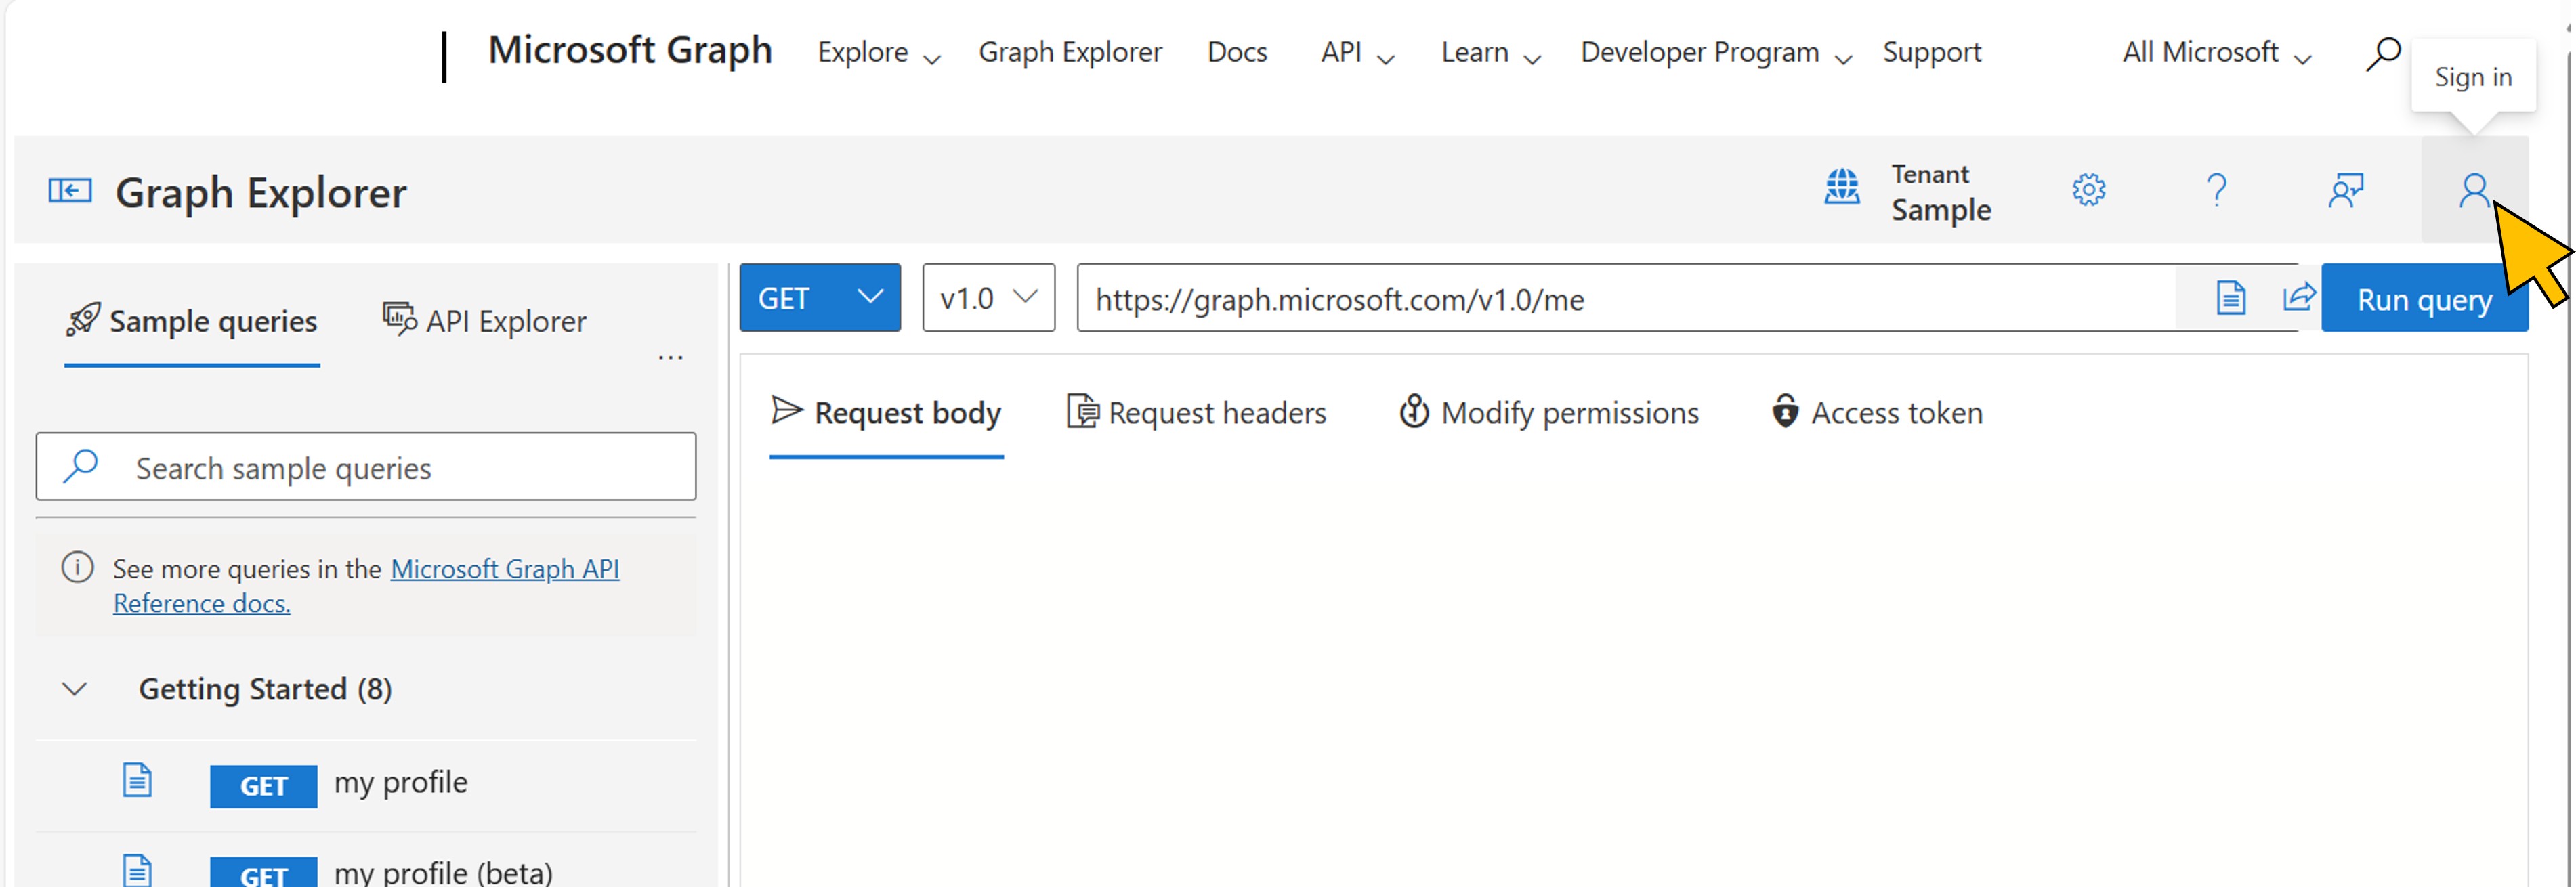 Microsoft Graph Explore Graph Explorer Docs API Learn Developer Program Support All Microsoft
Sign in
Graph Explorer
Tenant
Sample
Sample queries API Explorer
...
Search sample queries
See more queries in the Microsoft Graph API
Reference docs.
Getting Started (8)
GET my profile
GET my profile (beta)
GET v1.0 https://graph.microsoft.com/v1.0/me Run query
Request body Request headers Modify permissions Access token